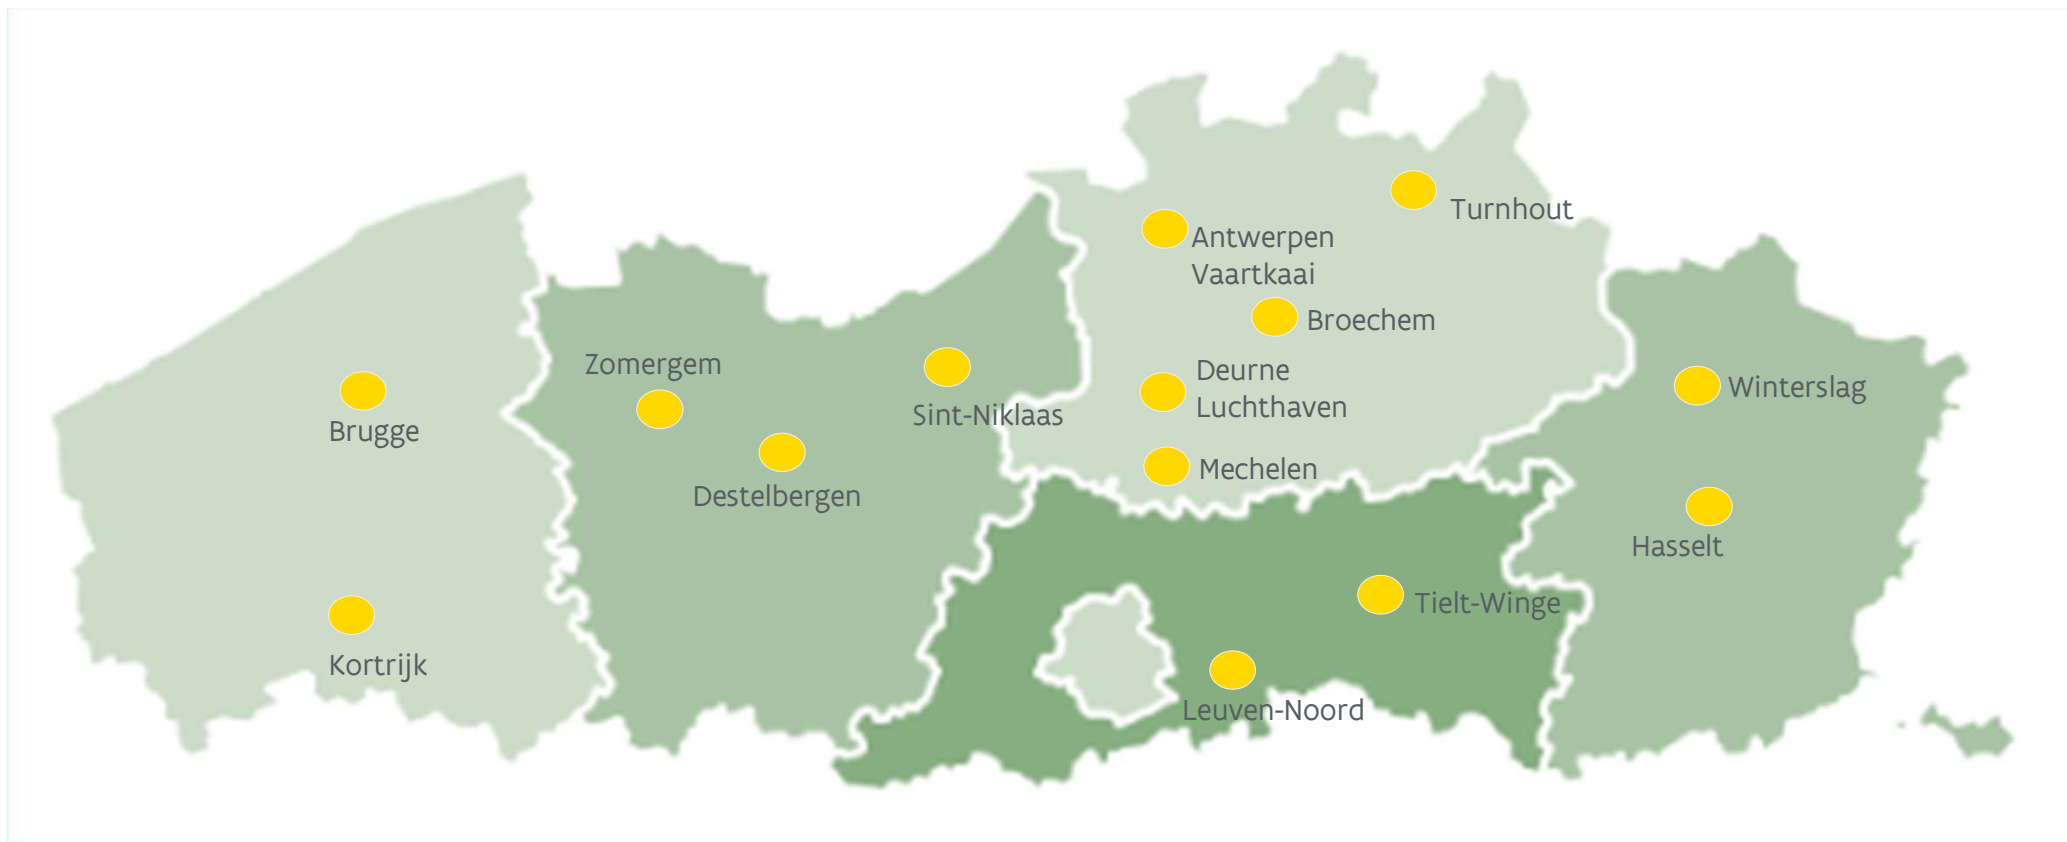 Turnhout
Antwerpen
Vaartkaai
Broechem
Zomergem
Deurne
Luchthaven
Winterslag
Sint-Niklaas
Brugge
Mechelen
Destelbergen
Hasselt
Tielt-Winge
Kortrijk
Leuven-Noord